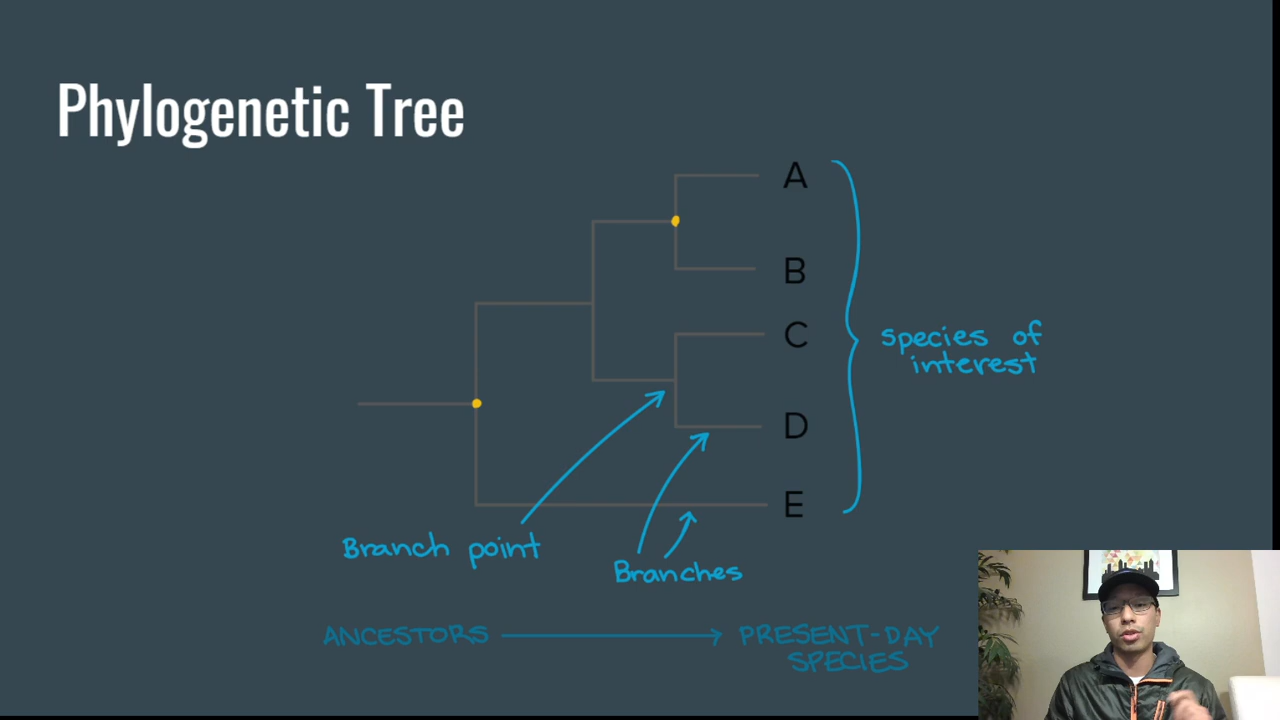 Phylogenetic Tree
A
B
C
D
E
species of
interest
Branch point
Branches
ANCESTORS
PRESENT-DAY
SPECIES